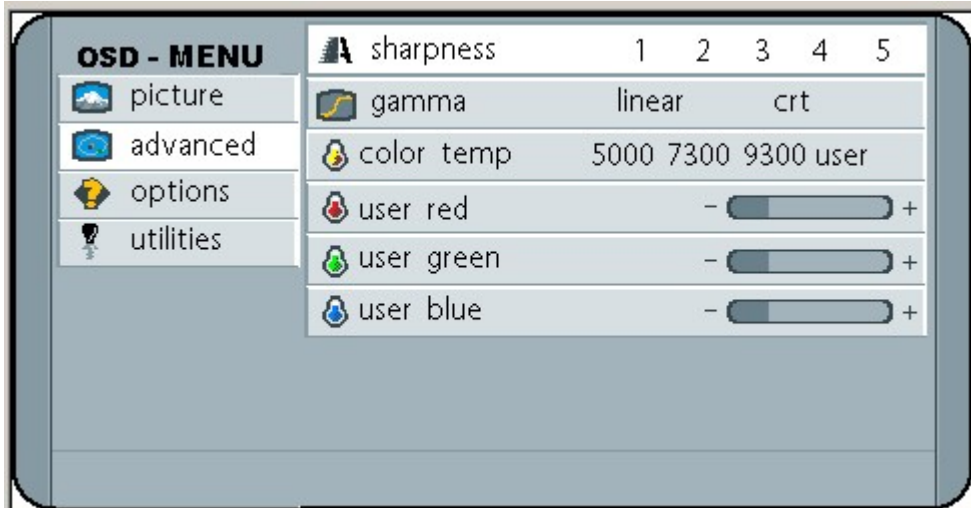 OSD - MENU
picture
advanced
options
utilities
sharpness 1 2 3 4 5
gamma linear crt
color temp 5000 7300 9300 user
user red - +
user green - +
user blue - +